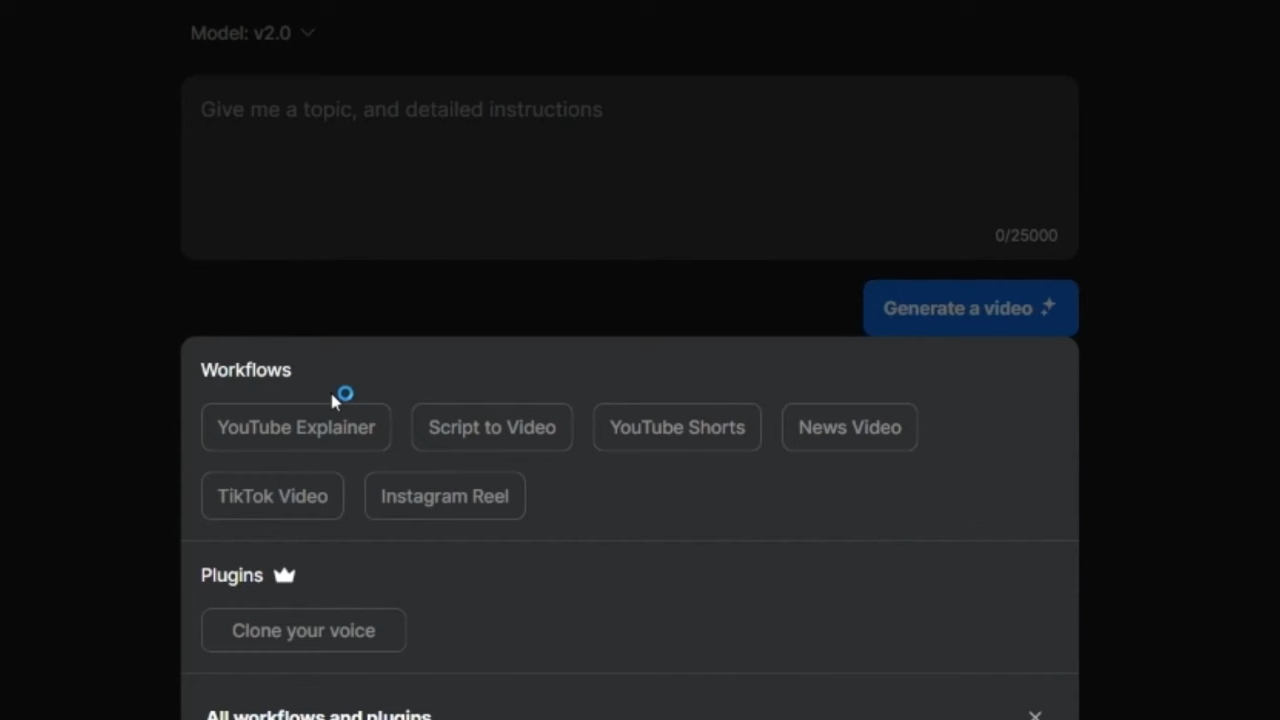 Model: v2.0
Give me a topic, and detailed instructions
0/25000
Generate a video
Workflows
YouTube Explainer Script to Video YouTube Shorts News Video
TikTok Video Instagram Reel
Plugins
Clone your voice
All workflows and plugins